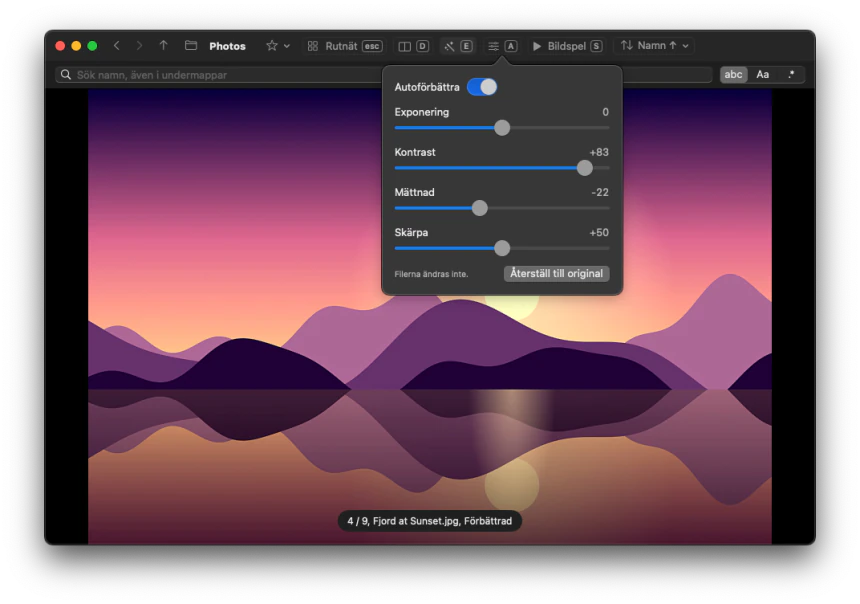 Photos
Rutnät esc
D
E
A
Bildspel S
Namn
Sök namn, även i undermappar
abc
Aa
.*
Autoförbättra
Exponering 0
Kontrast +83
Mättnad -22
Skärpa +50
Filerna ändras inte.
Återställ till original
4 / 9, Fjord at Sunset.jpg, Förbättrad